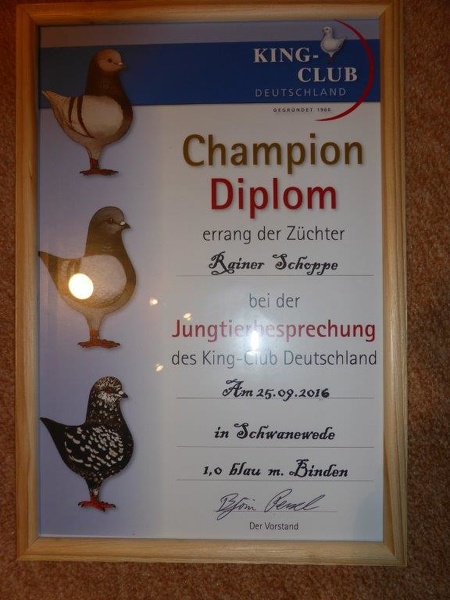 KING-
CLUB
DEUTSCHLAND
GEGRÜNDET 1966
Champion
Diplom
errang der Züchter
Rainer Schoppe
bei der
Jungtierbesprechung
des King-Club Deutschland
Am 25.09.2016
in Schwanewede
1,0 blau m. Binden
Der Vorstand